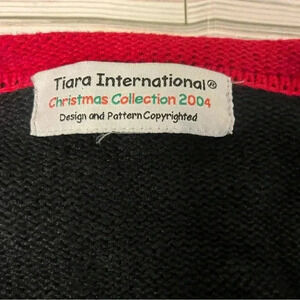 Tiara International®
Christmas Collection 2004
Design and Pattern Copyrighted